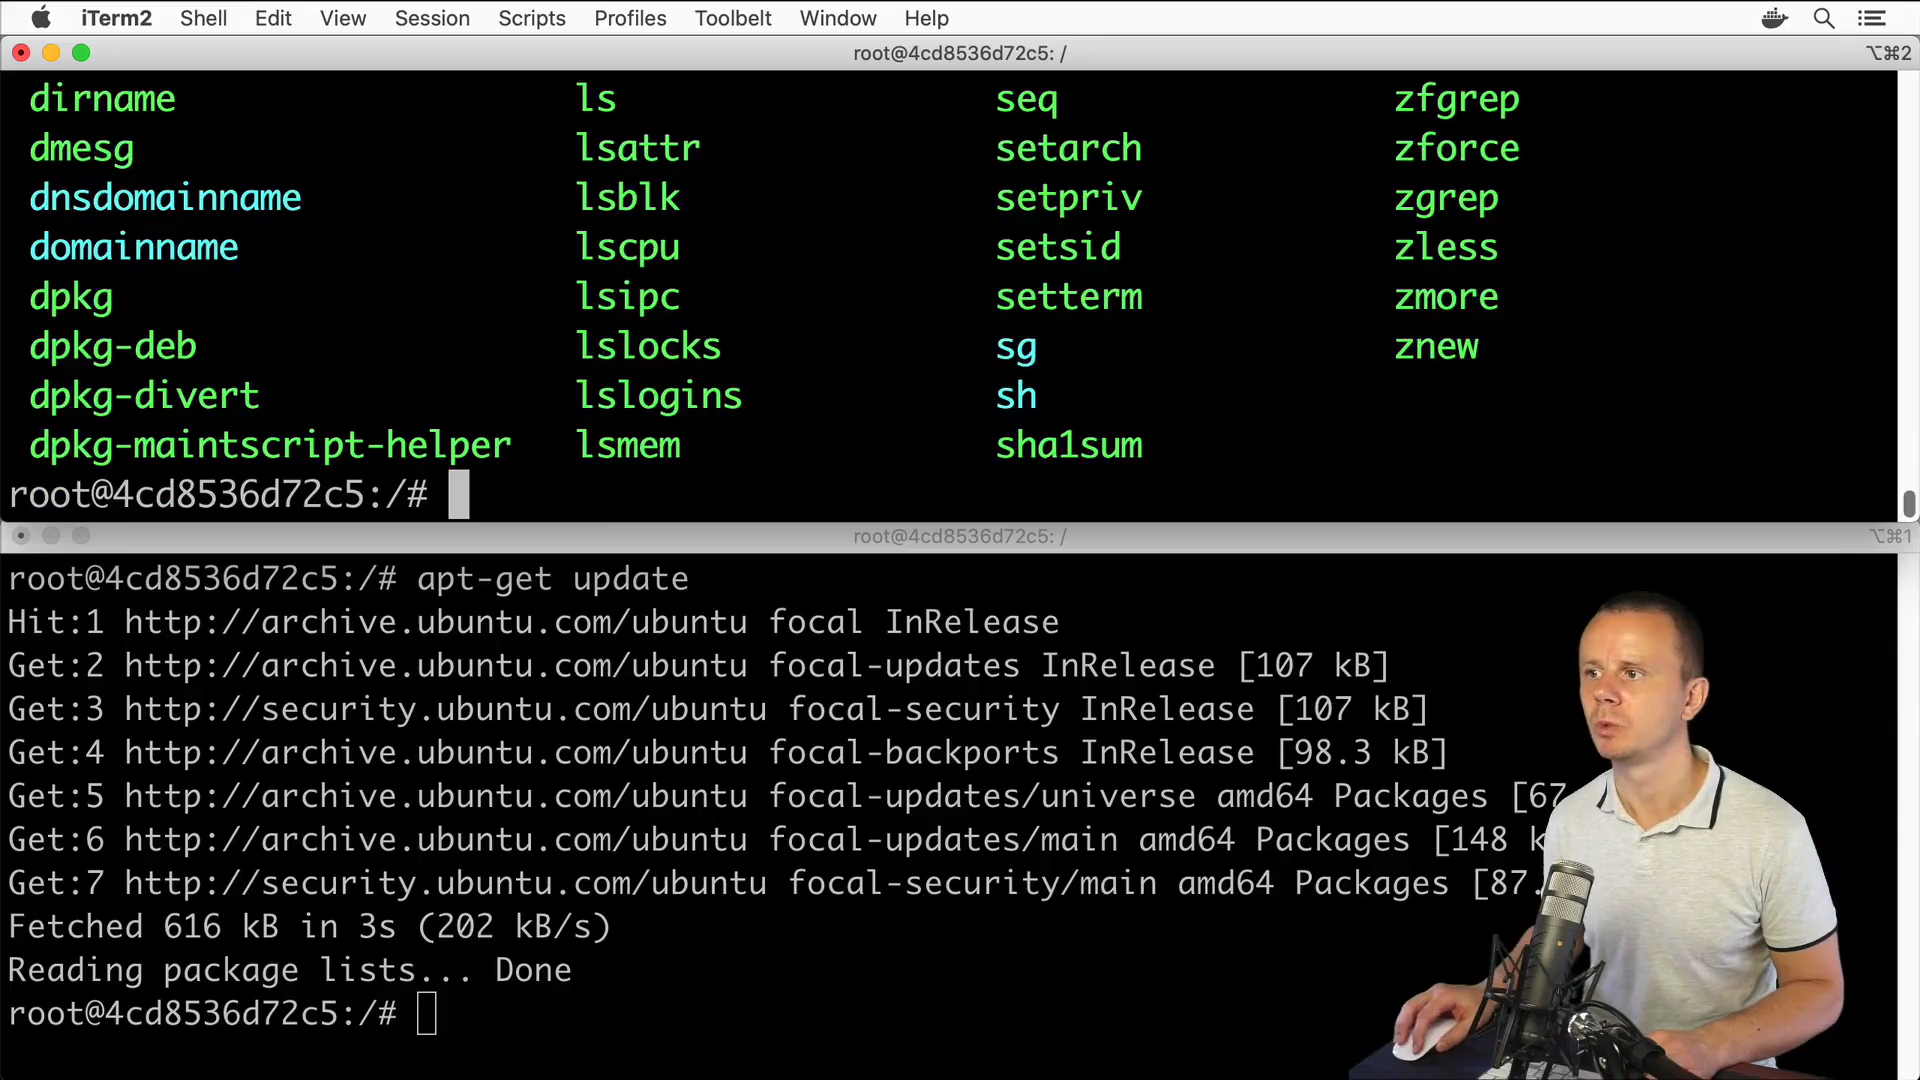 iTerm2 Shell Edit View Session Scripts Profiles Toolbelt Window Help
root@4cd8536d72c5: / ⌥⌘2
dirname ls seq zfgrep
dmesg lsattr setarch zforce
dnsdomainname lsblk setpriv zgrep
domainname lscpu setsid zless
dpkg lsipc setterm zmore
dpkg-deb lslocks sg znew
dpkg-divert lslogins sh
dpkg-maintscript-helper lsmem sha1sum
root@4cd8536d72c5:/#
root@4cd8536d72c5: / ⌥⌘1
root@4cd8536d72c5:/# apt-get update
Hit:1 http://archive.ubuntu.com/ubuntu focal InRelease
Get:2 http://archive.ubuntu.com/ubuntu focal-updates InRelease [107 kB]
Get:3 http://security.ubuntu.com/ubuntu focal-security InRelease [107 kB]
Get:4 http://archive.ubuntu.com/ubuntu focal-backports InRelease [98.3 kB]
Get:5 http://archive.ubuntu.com/ubuntu focal-updates/universe amd64 Packages [67
Get:6 http://archive.ubuntu.com/ubuntu focal-updates/main amd64 Packages [148 k
Get:7 http://security.ubuntu.com/ubuntu focal-security/main amd64 Packages [87.
Fetched 616 kB in 3s (202 kB/s)
Reading package lists... Done
root@4cd8536d72c5:/#